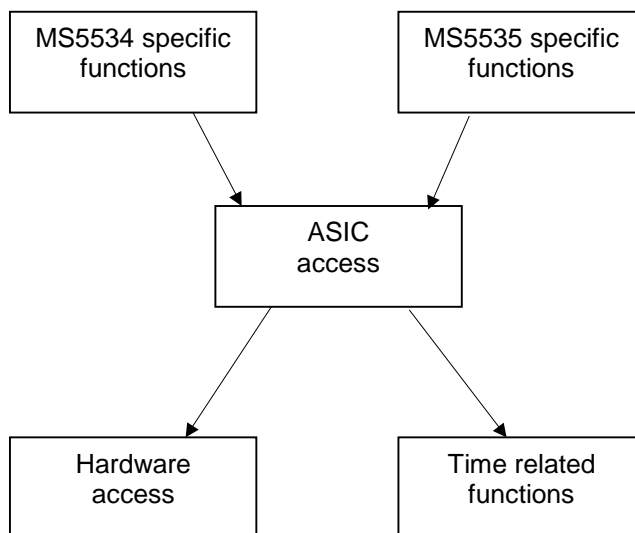 MS5534 specific
functions
MS5535 specific
functions
ASIC
access
Hardware
access
Time related
functions